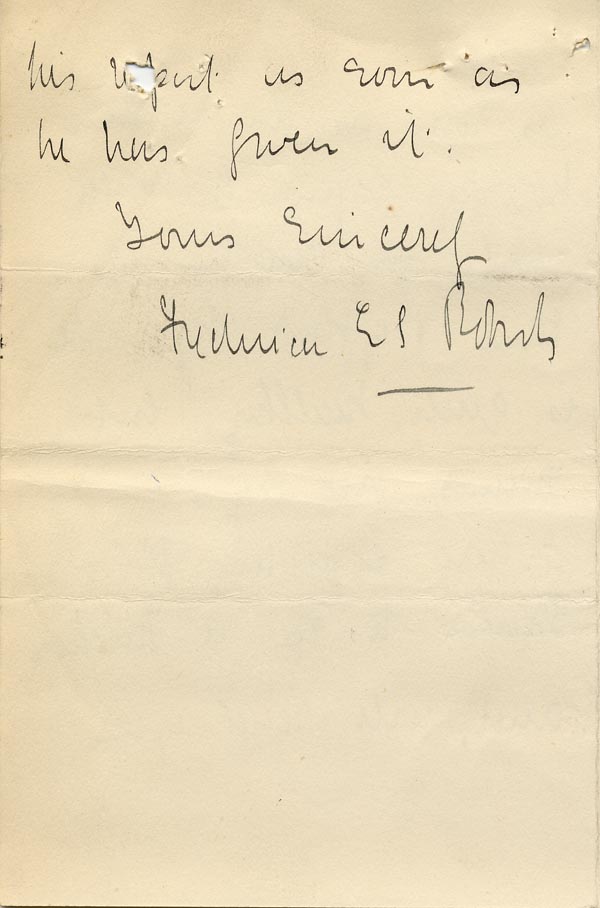 his report as soon as
he has given it.
Yours Sincerely
Frederick E S Roberts